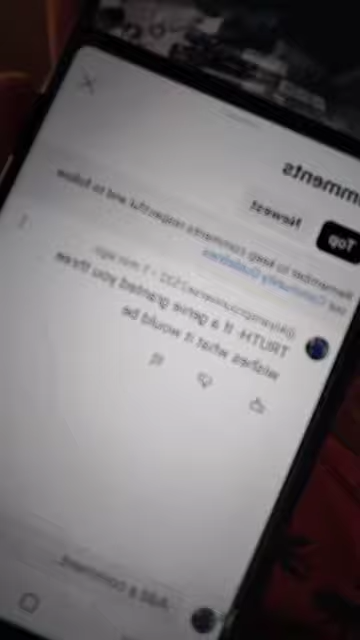 Comments
Top Newest
Remember to keep comments respectful and to follow
our Community Guidelines
TRUTH- If a genie granted you three
wishes what it would be
Add a comment...